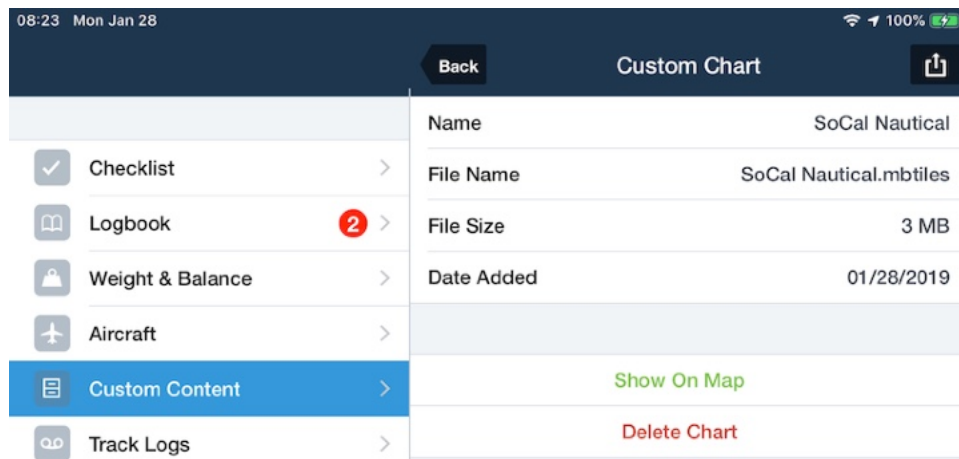 08:23 Mon Jan 28
100%
Back
Custom Chart
Checklist
Logbook
2
Weight & Balance
Aircraft
Custom Content
Track Logs
Name
SoCal Nautical
File Name
SoCal Nautical.mbtiles
File Size
3 MB
Date Added
01/28/2019
Show On Map
Delete Chart